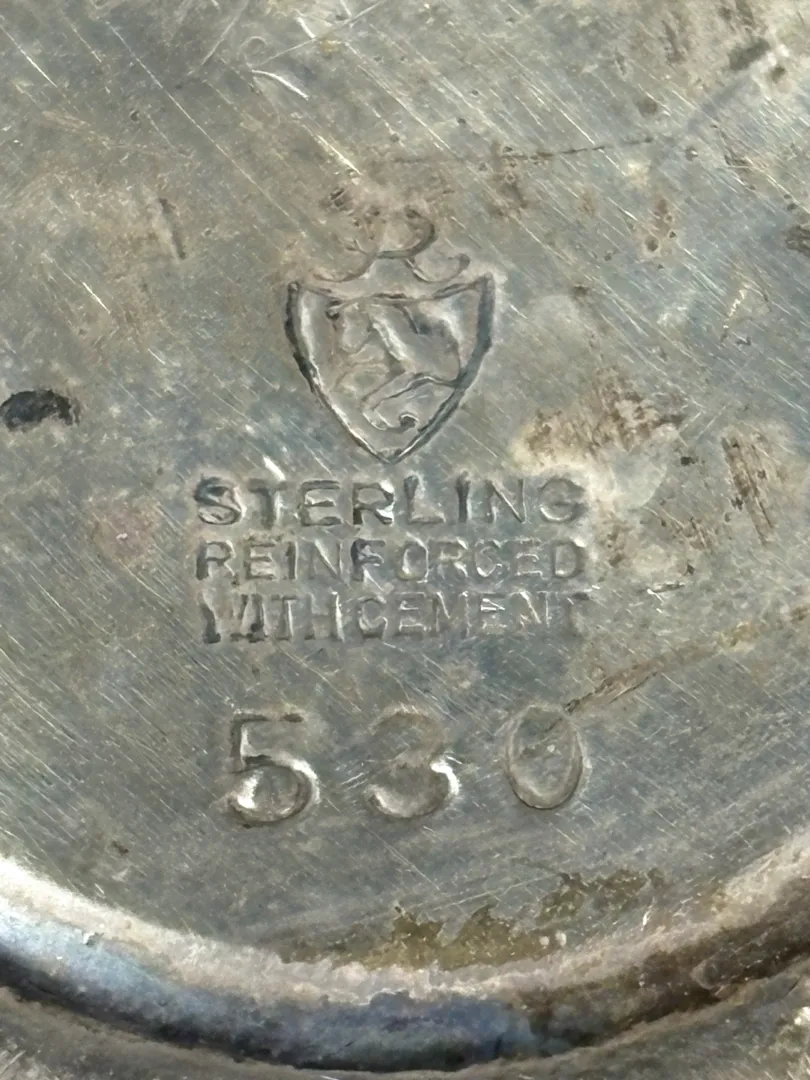 R
STERLING
REINFORCED
WITH CEMENT
530